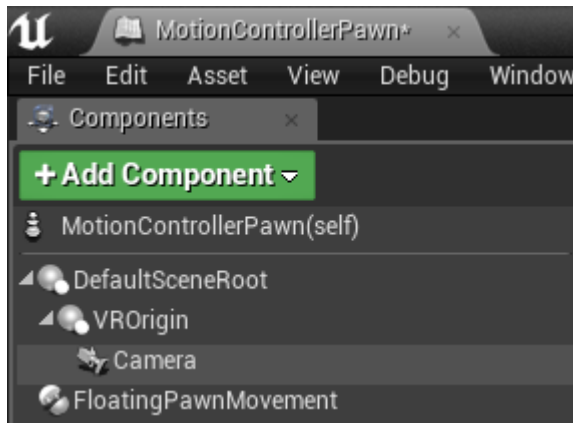 MotionControllerPawn*
File Edit Asset View Debug Window
Components
+ Add Component
MotionControllerPawn(self)
DefaultSceneRoot
VROrigin
Camera
FloatingPawnMovement